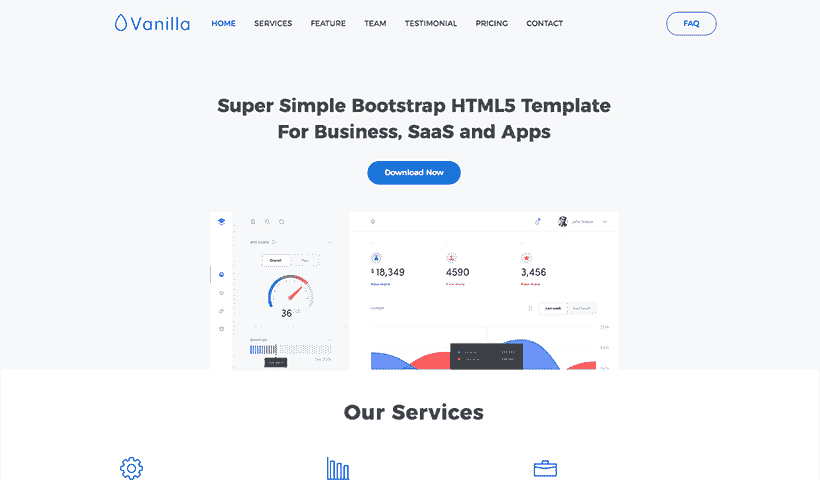 Vanilla
HOME SERVICES FEATURE TEAM TESTIMONIAL PRICING CONTACT FAQ
Super Simple Bootstrap HTML5 Template
For Business, SaaS and Apps
Download Now
$18,349 4590 3,456
36
Our Services